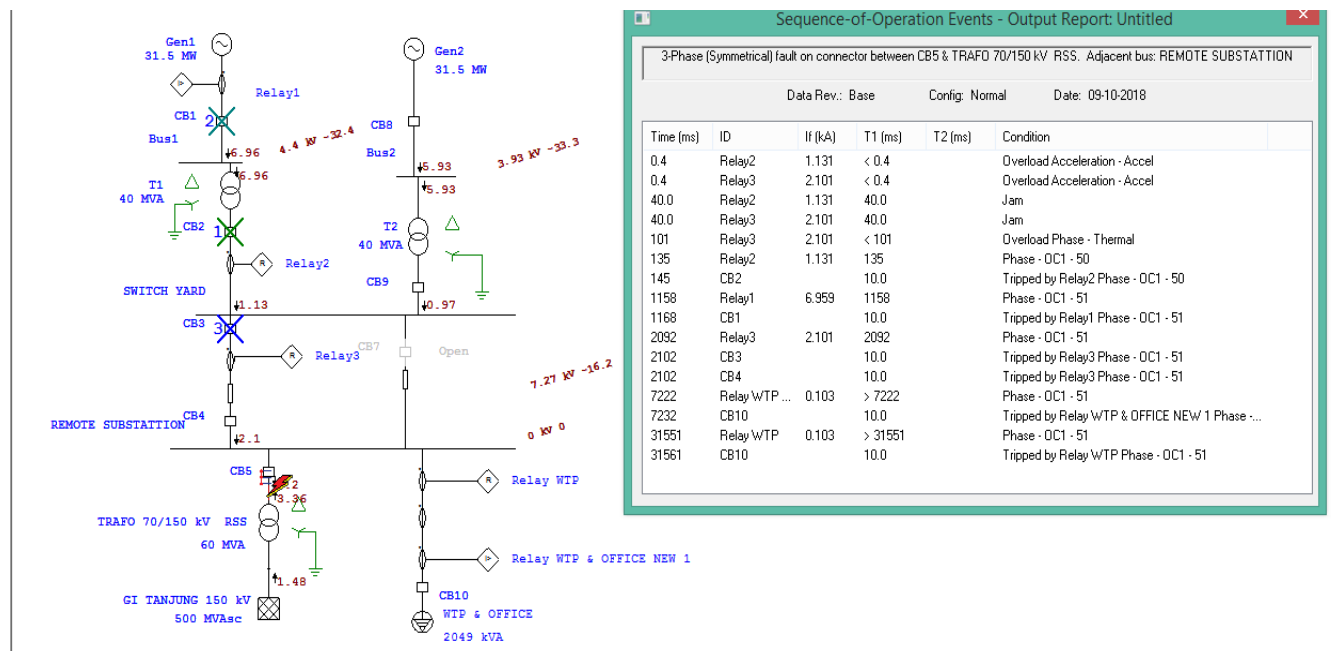 Gen1
31.5 MW
Relay1
CB1
2
Bus1
6.96
4.4 kV -32.4
6.96
T1
40 MVA
CB2
1
R
Relay2
SWITCH YARD
1.13
CB3
3
R
Relay3
CB4
REMOTE SUBSTATTION
2.1
CB5
3.36
TRAFO 70/150 kV RSS
60 MVA
1.48
GI TANJUNG 150 kV
500 MVAsc
Gen2
31.5 MW
CB8
Bus2
5.93
3.93 kV -33.3
5.93
T2
40 MVA
CB9
0.97
CB7
Open
7.27 kV -16.2
0 kV 0
R
Relay WTP
Relay WTP & OFFICE NEW 1
CB10
WTP & OFFICE
2049 kVA
Sequence-of-Operation Events - Output Report: Untitled
3-Phase (Symmetrical) fault on connector between CB5 & TRAFO 70/150 kV RSS. Adjacent bus: REMOTE SUBSTATTION
Data Rev.: Base Config: Normal Date: 09-10-2018
Time (ms) ID If (kA) T1 (ms) T2 (ms) Condition
0.4 Relay2 1.131 < 0.4 Overload Acceleration - Accel
0.4 Relay3 2.101 < 0.4 Overload Acceleration - Accel
40.0 Relay2 1.131 40.0 Jam
40.0 Relay3 2.101 40.0 Jam
101 Relay3 2.101 < 101 Overload Phase - Thermal
135 Relay2 1.131 135 Phase - OC1 - 50
145 CB2 10.0 Tripped by Relay2 Phase - OC1 - 50
1158 Relay1 6.959 1158 Phase - OC1 - 51
1168 CB1 10.0 Tripped by Relay1 Phase - OC1 - 51
2092 Relay3 2.101 2092 Phase - OC1 - 51
2102 CB3 10.0 Tripped by Relay3 Phase - OC1 - 51
2102 CB4 10.0 Tripped by Relay3 Phase - OC1 - 51
7222 Relay WTP ... 0.103 > 7222 Phase - OC1 - 51
7232 CB10 10.0 Tripped by Relay WTP & OFFICE NEW 1 Phase -...
31551 Relay WTP 0.103 > 31551 Phase - OC1 - 51
31561 CB10 10.0 Tripped by Relay WTP Phase - OC1 - 51